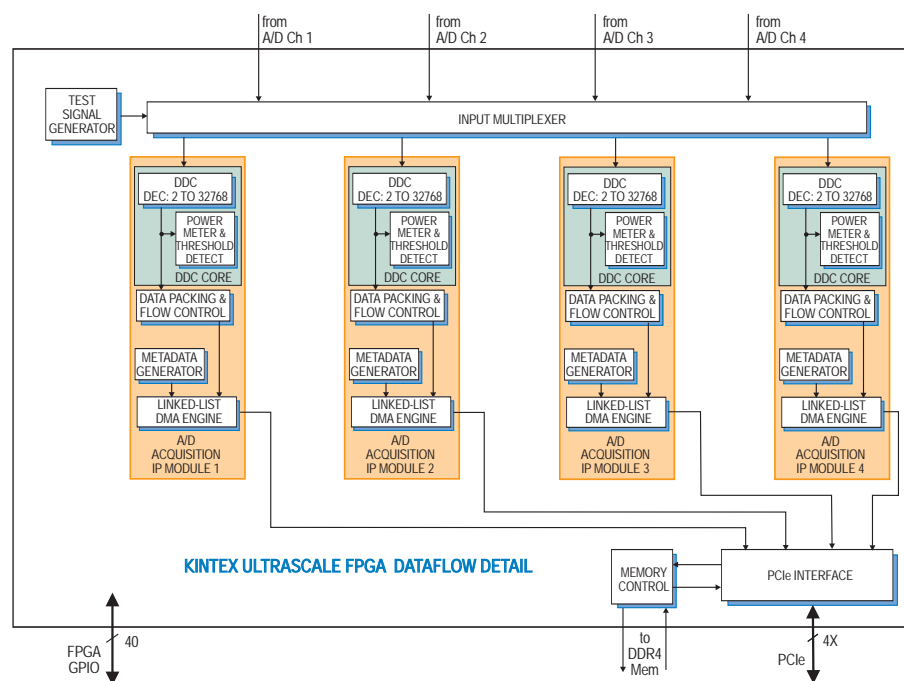 from
A/D Ch 1
from
A/D Ch 2
from
A/D Ch 3
from
A/D Ch 4
TEST
SIGNAL
GENERATOR
INPUT MULTIPLEXER
DDC
DEC: 2 TO 32768
POWER
METER &
THRESHOLD
DETECT
DDC CORE
DATA PACKING &
FLOW CONTROL
METADATA
GENERATOR
LINKED-LIST
DMA ENGINE
A/D
ACQUISITION
IP MODULE 1
DDC
DEC: 2 TO 32768
POWER
METER &
THRESHOLD
DETECT
DDC CORE
DATA PACKING &
FLOW CONTROL
METADATA
GENERATOR
LINKED-LIST
DMA ENGINE
A/D
ACQUISITION
IP MODULE 2
DDC
DEC: 2 TO 32768
POWER
METER &
THRESHOLD
DETECT
DDC CORE
DATA PACKING &
FLOW CONTROL
METADATA
GENERATOR
LINKED-LIST
DMA ENGINE
A/D
ACQUISITION
IP MODULE 3
DDC
DEC: 2 TO 32768
POWER
METER &
THRESHOLD
DETECT
DDC CORE
DATA PACKING &
FLOW CONTROL
METADATA
GENERATOR
LINKED-LIST
DMA ENGINE
A/D
ACQUISITION
IP MODULE 4
KINTEX ULTRASCALE FPGA DATAFLOW DETAIL
MEMORY
CONTROL
PCIe INTERFACE
40
FPGA
GPIO
to
DDR4
Mem
4X
PCIe